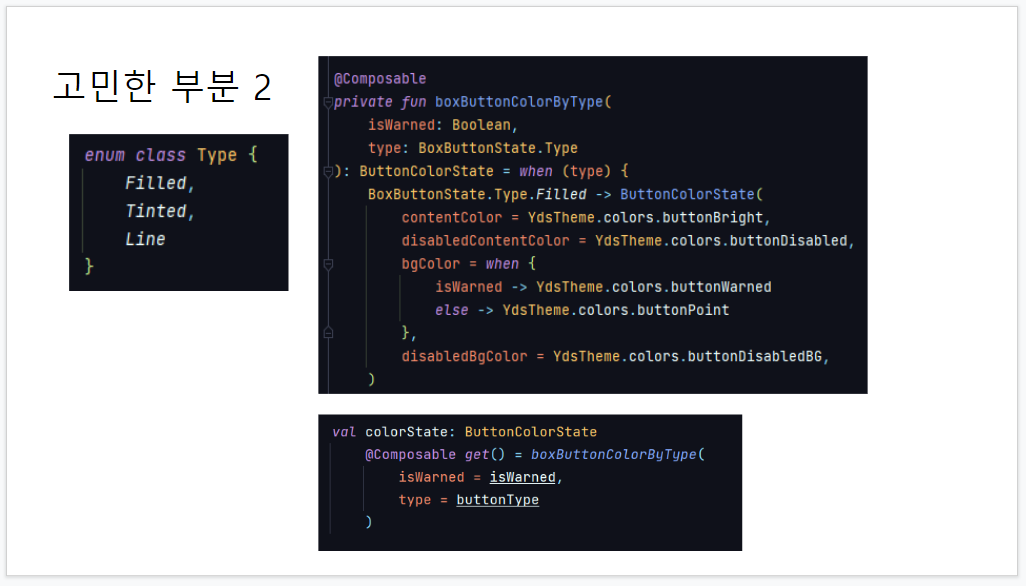 고민한 부분 2
enum class Type {
    Filled,
    Tinted,
    Line
}
@Composable
private fun boxButtonColorByType(
    isWarned: Boolean,
    type: BoxButtonState.Type
): ButtonColorState = when (type) {
    BoxButtonState.Type.Filled -> ButtonColorState(
        contentColor = YdsTheme.colors.buttonBright,
        disabledContentColor = YdsTheme.colors.buttonDisabled,
        bgColor = when {
            isWarned -> YdsTheme.colors.buttonWarned
            else -> YdsTheme.colors.buttonPoint
        },
        disabledBgColor = YdsTheme.colors.buttonDisabledBG,
    )
val colorState: ButtonColorState
    @Composable get() = boxButtonColorByType(
        isWarned = isWarned,
        type = buttonType
    )